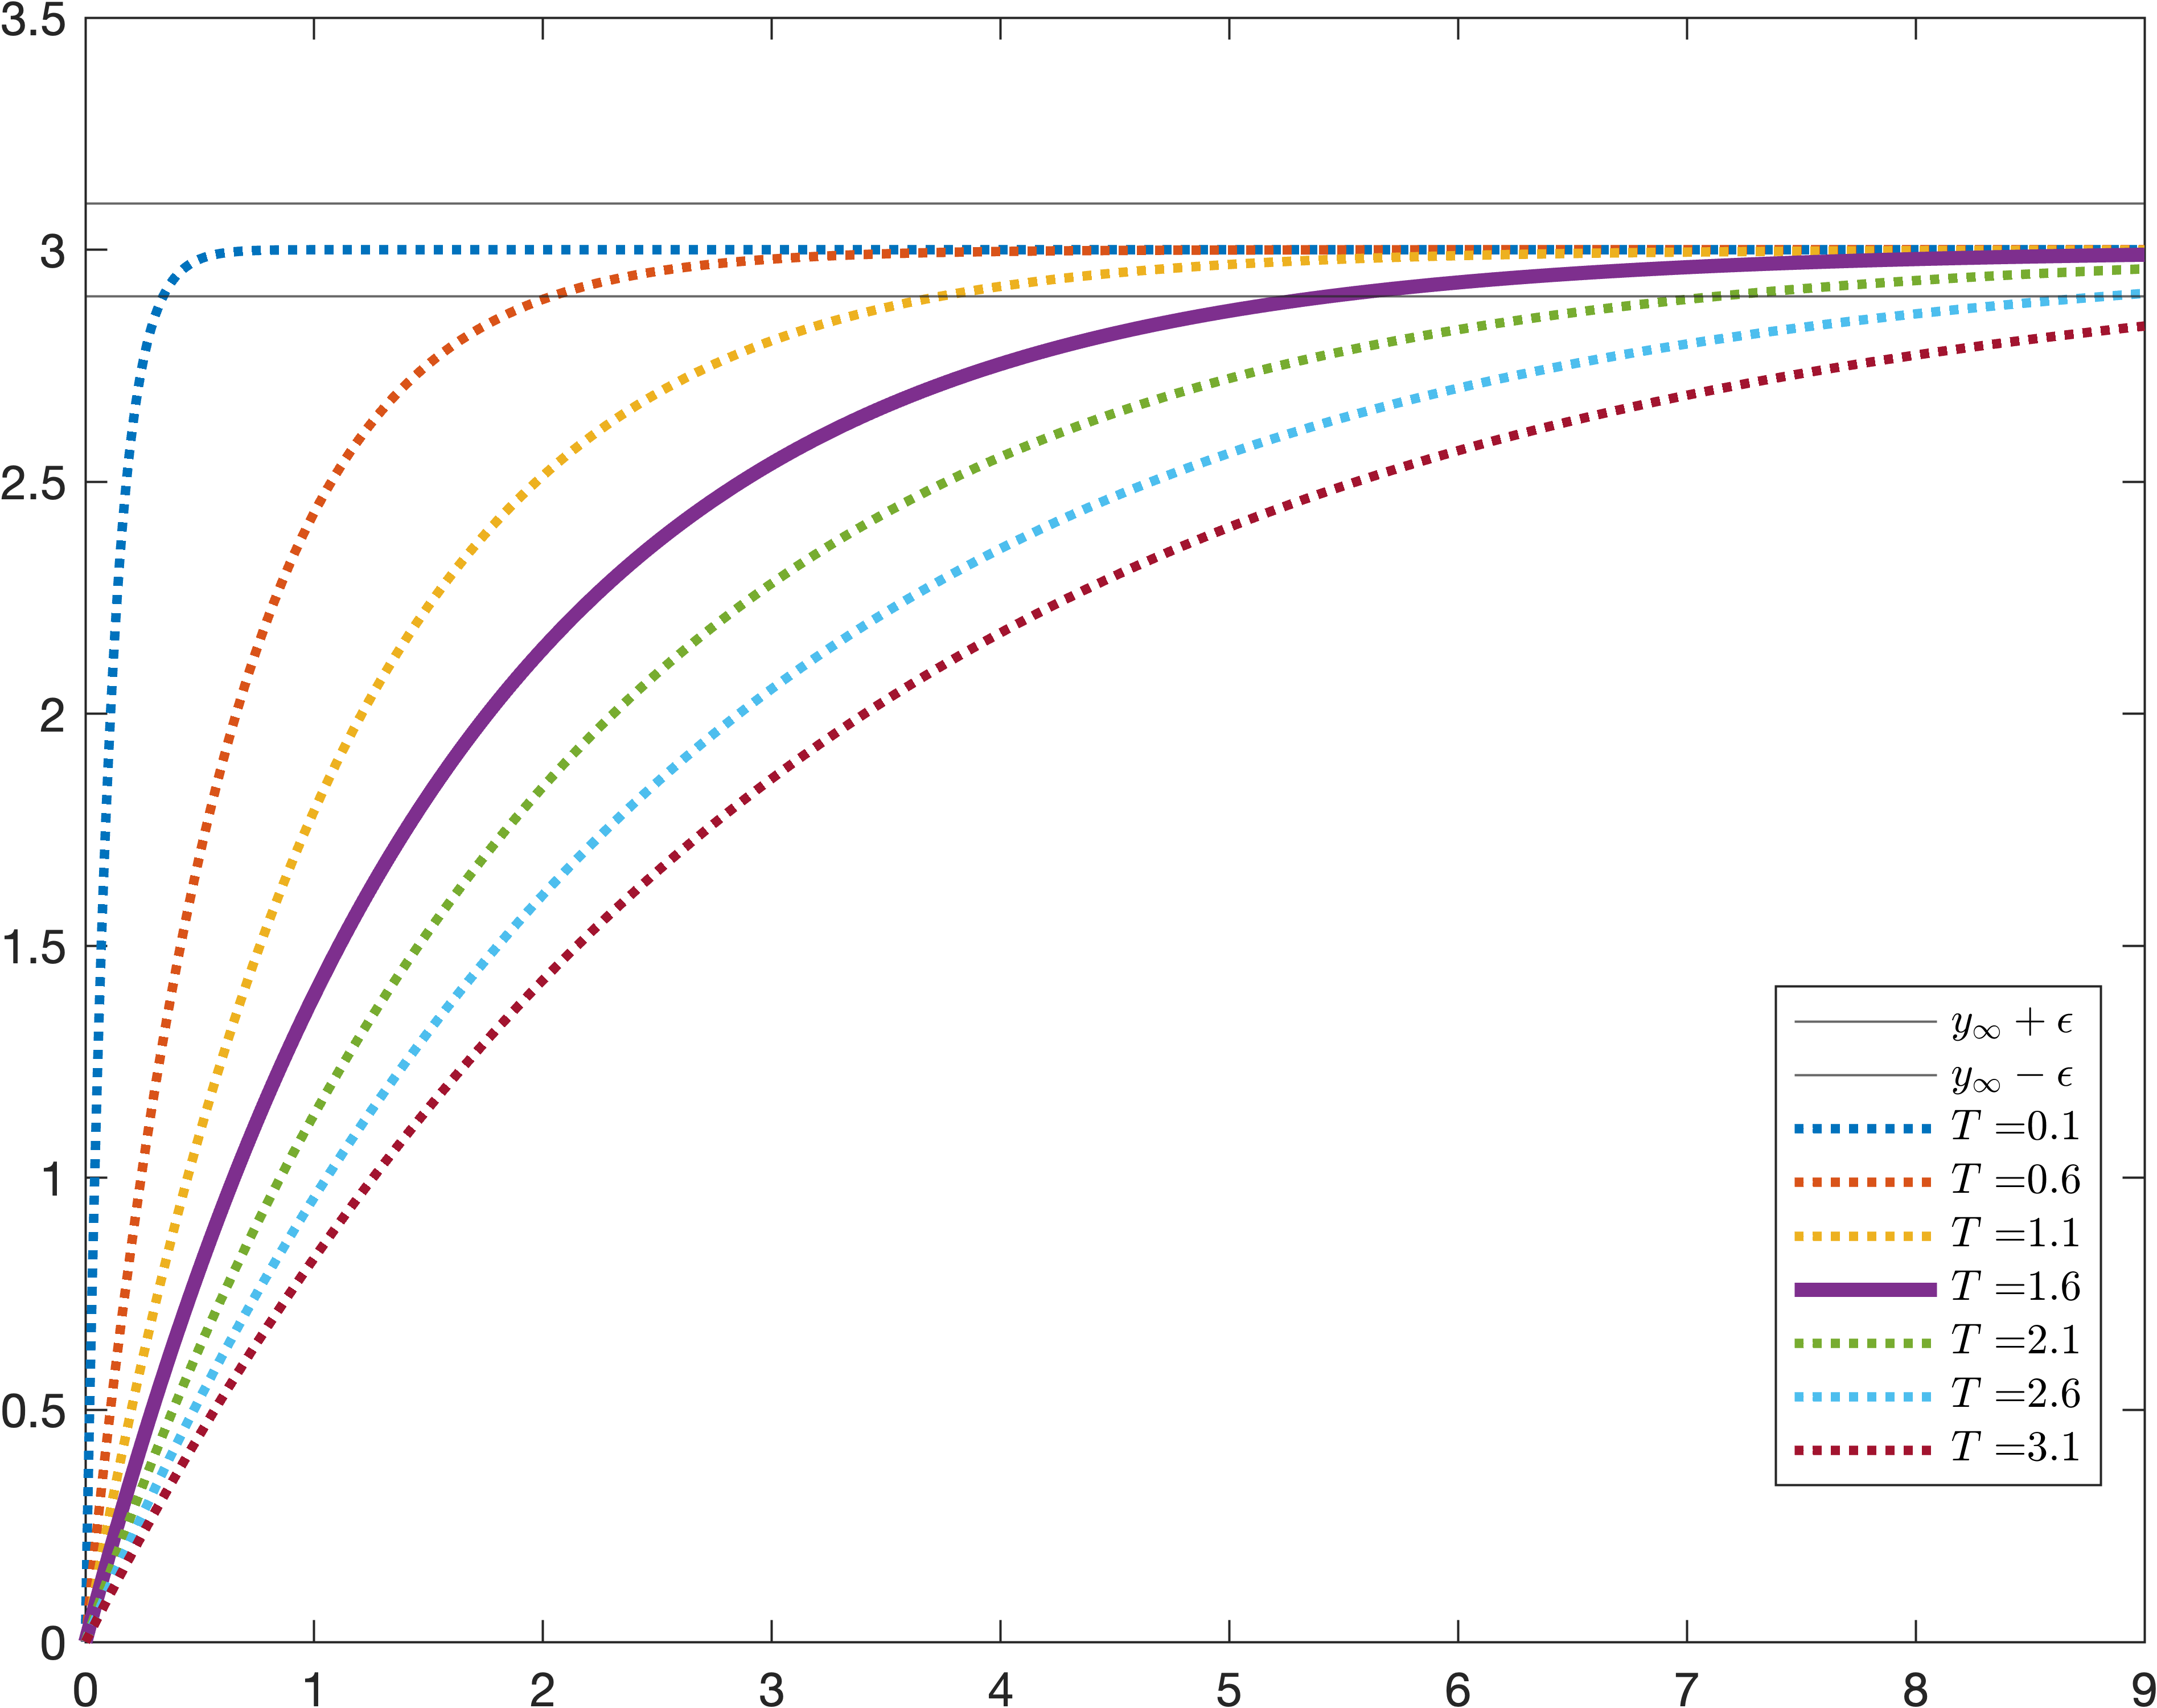 3.5
3
2.5
2
1.5
1
0.5
0
0 1 2 3 4 5 6 7 8 9
y∞ + ϵ
y∞ − ϵ
T =0.1
T =0.6
T =1.1
T =1.6
T =2.1
T =2.6
T =3.1